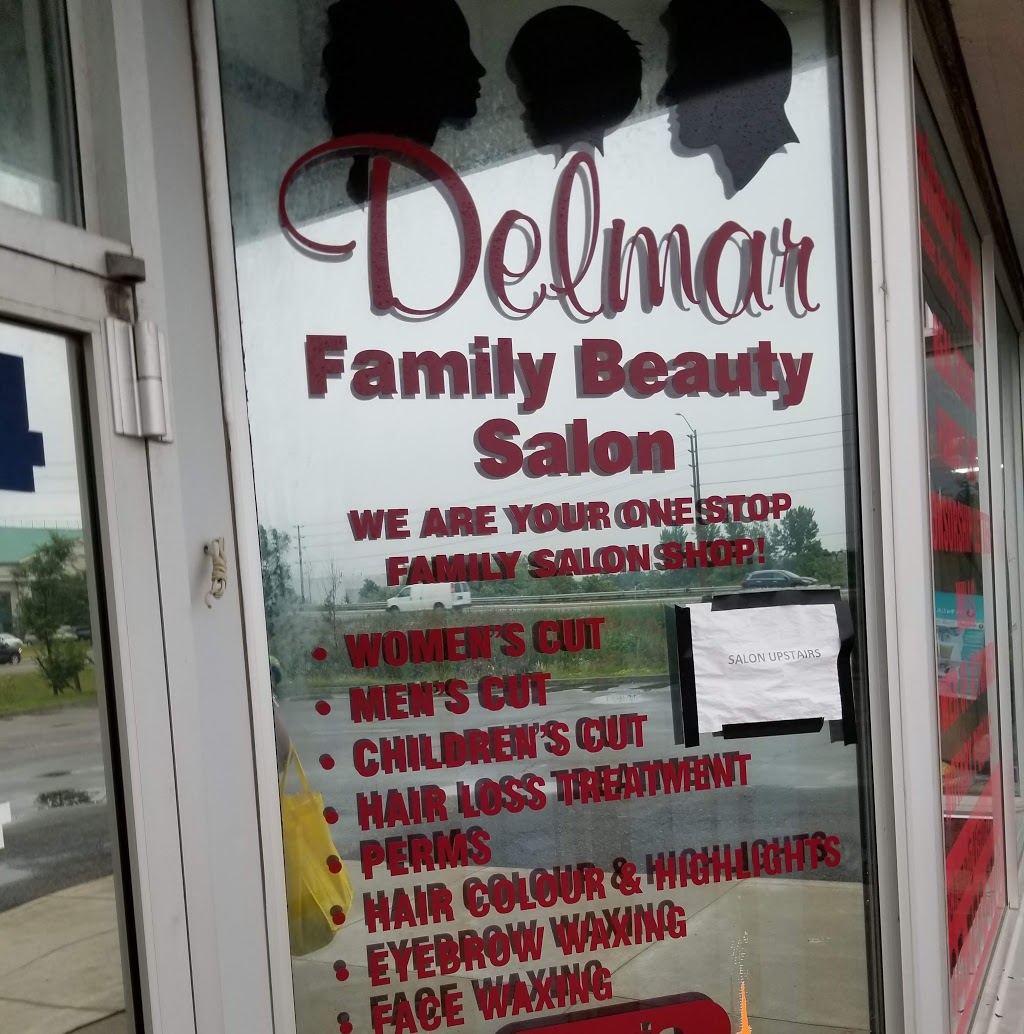 Delmar
Family Beauty
Salon
WE ARE YOUR ONE STOP
FAMILY SALON SHOP!
SALON UPSTAIRS
• WOMEN'S CUT
• MEN'S CUT
• CHILDREN'S CUT
• HAIR LOSS TREATMENT
• PERMS
• HAIR COLOUR & HIGHLIGHTS
• EYEBROW WAXING
• FACE WAXING